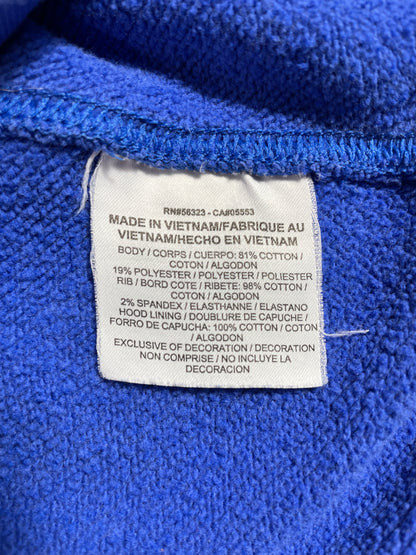 RN#56323 - CA#05553
MADE IN VIETNAM/FABRIQUE AU
VIETNAM/HECHO EN VIETNAM
BODY / CORPS / CUERPO: 81% COTTON /
COTON / ALGODON
19% POLYESTER / POLYESTER / POLIESTER
RIB / BORD COTE / RIBETE: 98% COTTON /
COTON / ALGODON
2% SPANDEX / ELASTHANNE / ELASTANO
HOOD LINING / DOUBLURE DE CAPUCHE /
FORRO DE CAPUCHA: 100% COTTON / COTON
/ ALGODON
EXCLUSIVE OF DECORATION / DECORATION
NON COMPRISE / NO INCLUYE LA
DECORACION